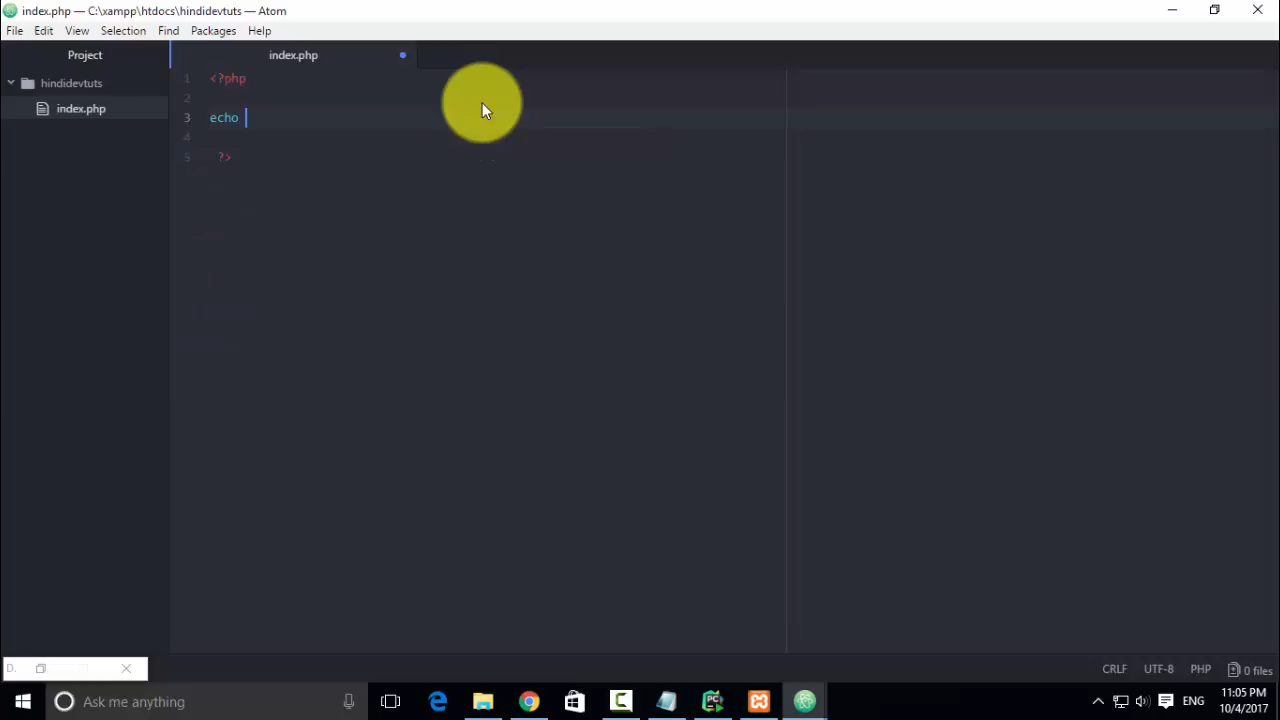 index.php — C:\xampp\htdocs\hindidevtuts — Atom
File Edit View Selection Find Packages Help
Project
index.php
hindidevtuts
index.php
1 <?php
2
3 echo
4
5 ?>
D.
CRLF UTF-8 PHP 0 files
Ask me anything
PC
ENG
11:05 PM
10/4/2017